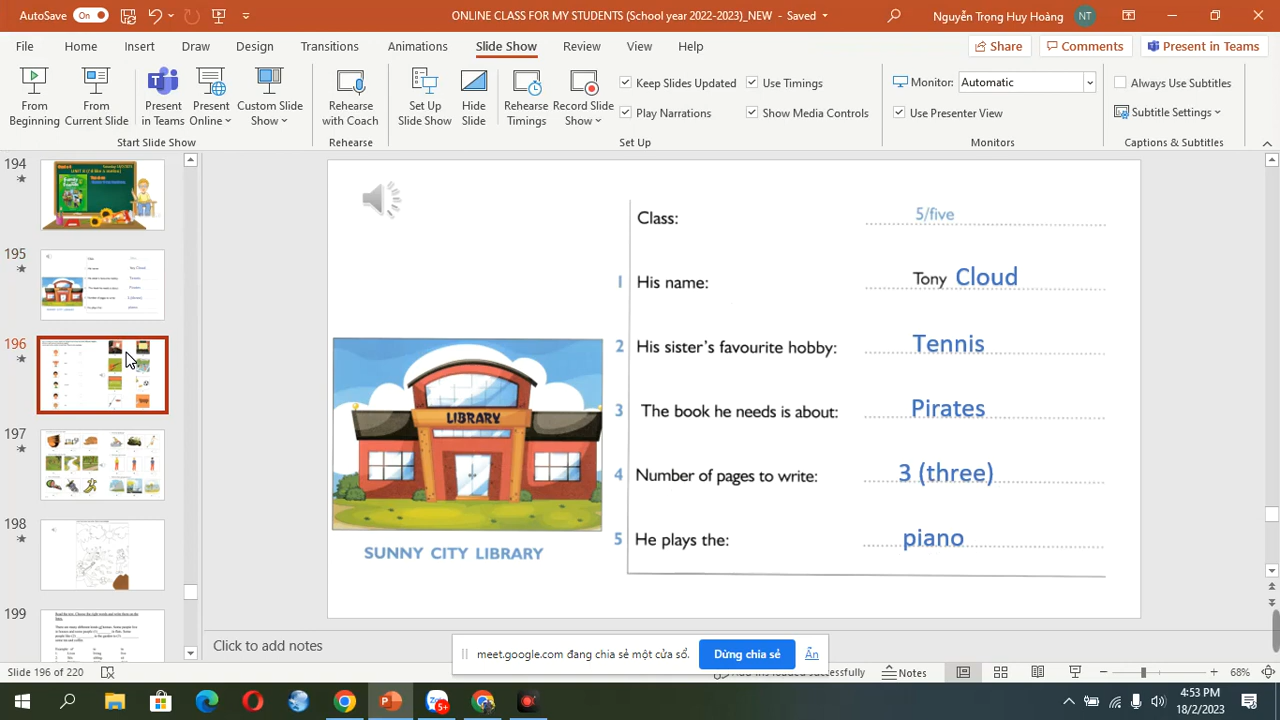 AutoSave On ONLINE CLASS FOR MY STUDENTS (School year 2022-2023)_NEW - Saved Nguyễn Trọng Huy Hoàng NT
File Home Insert Draw Design Transitions Animations Slide Show Review View Help Share Comments Present in Teams
From Beginning
From Current Slide
Present in Teams
Present Online
Custom Slide Show
Rehearse with Coach
Set Up Slide Show
Hide Slide
Rehearse Timings
Record Slide Show
Keep Slides Updated
Use Timings
Play Narrations
Show Media Controls
Monitor: Automatic
Use Presenter View
Always Use Subtitles
Subtitle Settings
Start Slide Show Rehearse Set Up Monitors Captions & Subtitles
194
195
196
197
198
199
Class: 5/five
1 His name: Tony Cloud
2 His sister's favourite hobby: Tennis
3 The book he needs is about: Pirates
4 Number of pages to write: 3 (three)
5 He plays the: piano
LIBRARY
SUNNY CITY LIBRARY
Click to add notes
meet.google.com đang chia sẻ một cửa sổ. Dừng chia sẻ Ẩn
Slide 196 of 220 Notes 68%
4:53 PM
18/2/2023